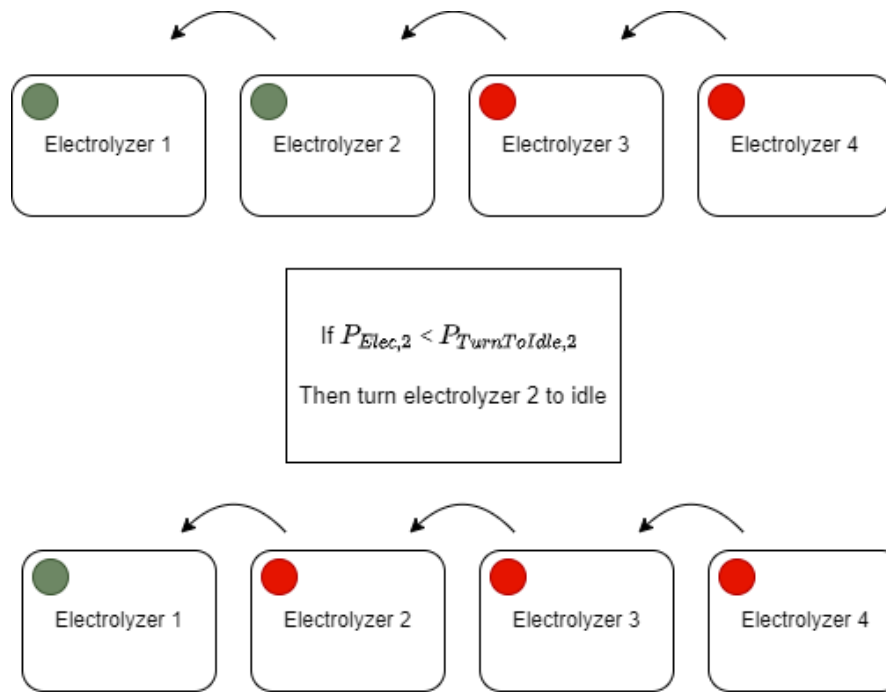 Electrolyzer 1 Electrolyzer 2 Electrolyzer 3 Electrolyzer 4
If P_{Elec,2} < P_{TurnToIdle,2}
Then turn electrolyzer 2 to idle
Electrolyzer 1 Electrolyzer 2 Electrolyzer 3 Electrolyzer 4